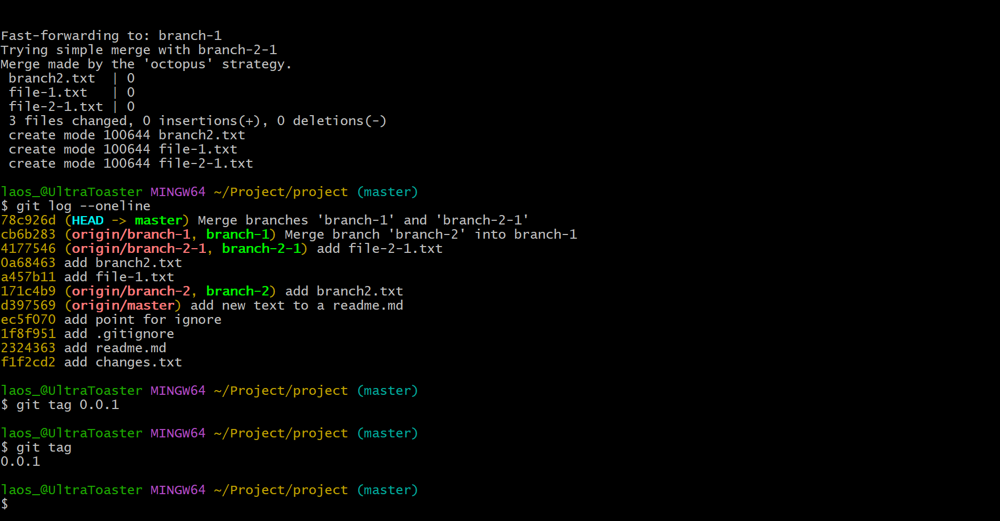 Fast-forwarding to: branch-1
Trying simple merge with branch-2-1
Merge made by the 'octopus' strategy.
 branch2.txt  | 0
 file-1.txt   | 0
 file-2-1.txt | 0
 3 files changed, 0 insertions(+), 0 deletions(-)
 create mode 100644 branch2.txt
 create mode 100644 file-1.txt
 create mode 100644 file-2-1.txt
laos_@UltraToaster MINGW64 ~/Project/project (master)
$ git log --oneline
78c926d (HEAD -> master) Merge branches 'branch-1' and 'branch-2-1'
cb6b283 (origin/branch-1, branch-1) Merge branch 'branch-2' into branch-1
4177546 (origin/branch-2-1, branch-2-1) add file-2-1.txt
0a68463 add branch2.txt
a457b11 add file-1.txt
171c4b9 (origin/branch-2, branch-2) add branch2.txt
d397569 (origin/master) add new text to a readme.md
ec5f070 add point for ignore
1f8f951 add .gitignore
2324363 add readme.md
f1f2cd2 add changes.txt
laos_@UltraToaster MINGW64 ~/Project/project (master)
$ git tag 0.0.1
laos_@UltraToaster MINGW64 ~/Project/project (master)
$ git tag
0.0.1
laos_@UltraToaster MINGW64 ~/Project/project (master)
$